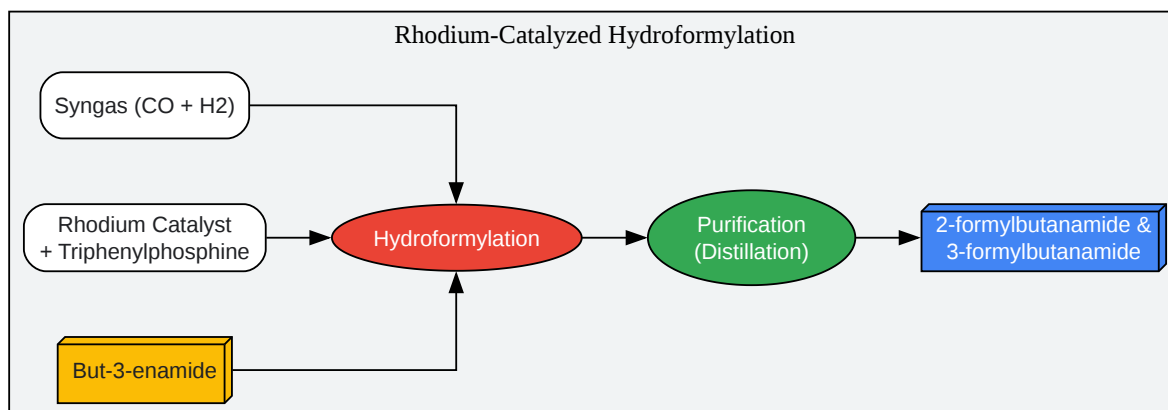 Rhodium-Catalyzed Hydroformylation
Syngas (CO + H2)
Rhodium Catalyst
+ Triphenylphosphine
But-3-enamide
Hydroformylation
Purification
(Distillation)
2-formylbutanamide &
3-formylbutanamide